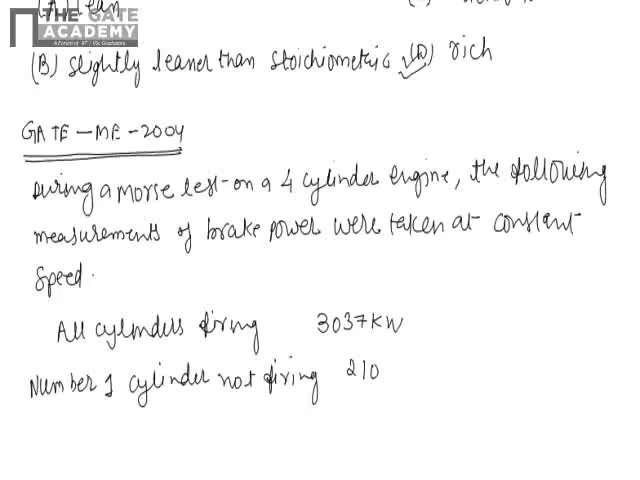 THE GATE
ACADEMY
(B) slightly leaner than stoichiometric (D) rich
GATE-ME-2004
During a morse test on a 4 cylinder engine, the following
measurements of brake power were taken at constant
speed.
All cylinders firing 3037KW
Number 1 cylinder not firing 210